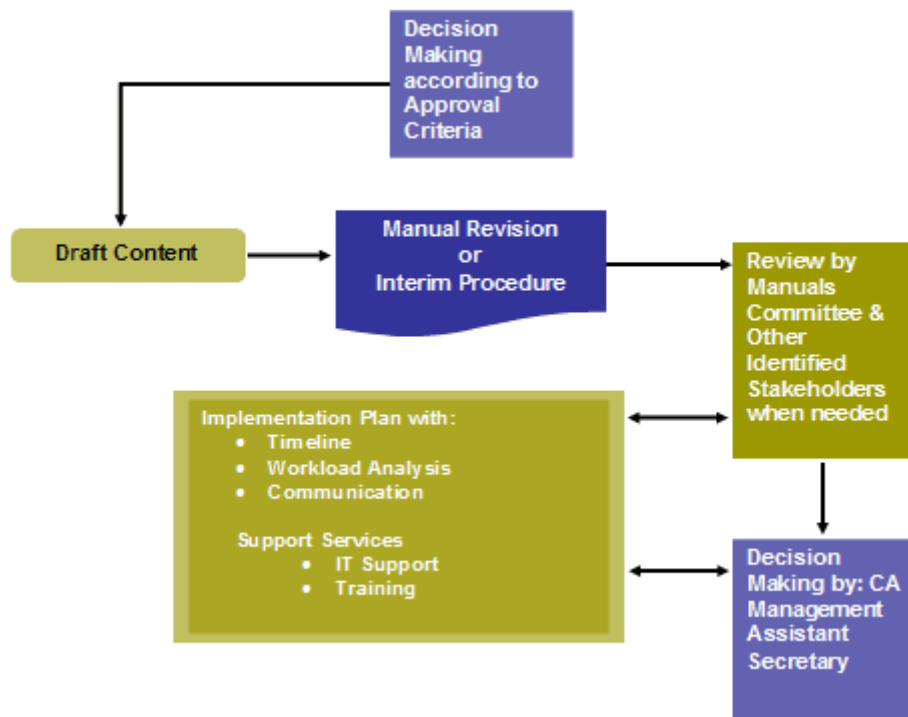 Decision
Making
according to
Approval
Criteria
Draft Content
Manual Revision
or
Interim Procedure
Review by
Manuals
Committee &
Other
Identified
Stakeholders
when needed
Implementation Plan with:
• Timeline
• Workload Analysis
• Communication
Support Services
• IT Support
• Training
Decision
Making by: CA
Management
Assistant
Secretary